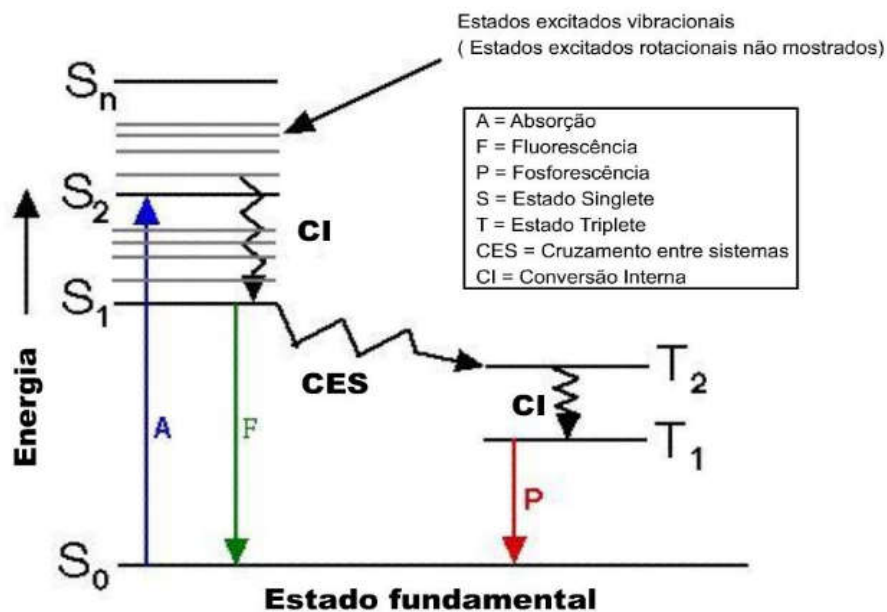 Estados excitados vibracionais
( Estados excitados rotacionais não mostrados)
Sn
A = Absorção
F = Fluorescência
P = Fosforescência
S = Estado Singlete
T = Estado Triplete
CES = Cruzamento entre sistemas
CI = Conversão Interna
S2
CI
S1
CES
T2
CI
T1
Energia
A
F
P
S0
Estado fundamental